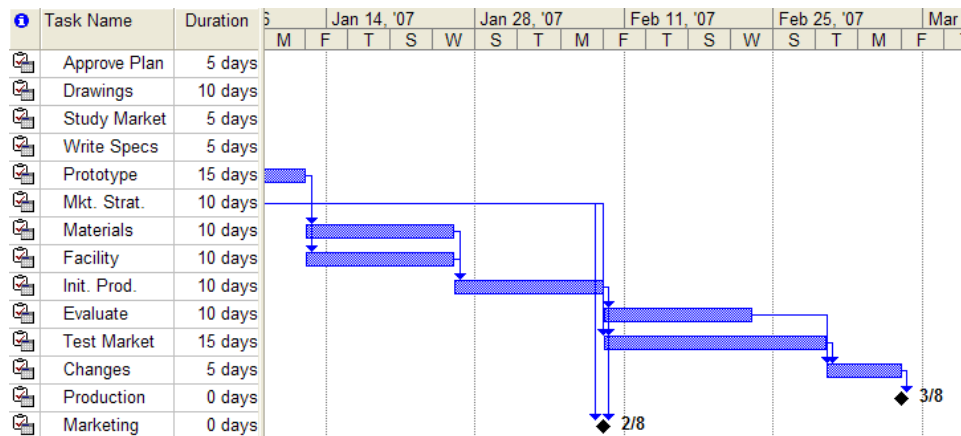 i Task Name Duration 6 Jan 14, '07 Jan 28, '07 Feb 11, '07 Feb 25, '07 Mar
M F T S W S T M F T S W S T M F
Approve Plan 5 days
Drawings 10 days
Study Market 5 days
Write Specs 5 days
Prototype 15 days
Mkt. Strat. 10 days
Materials 10 days
Facility 10 days
Init. Prod. 10 days
Evaluate 10 days
Test Market 15 days
Changes 5 days
Production 0 days 3/8
Marketing 0 days 2/8